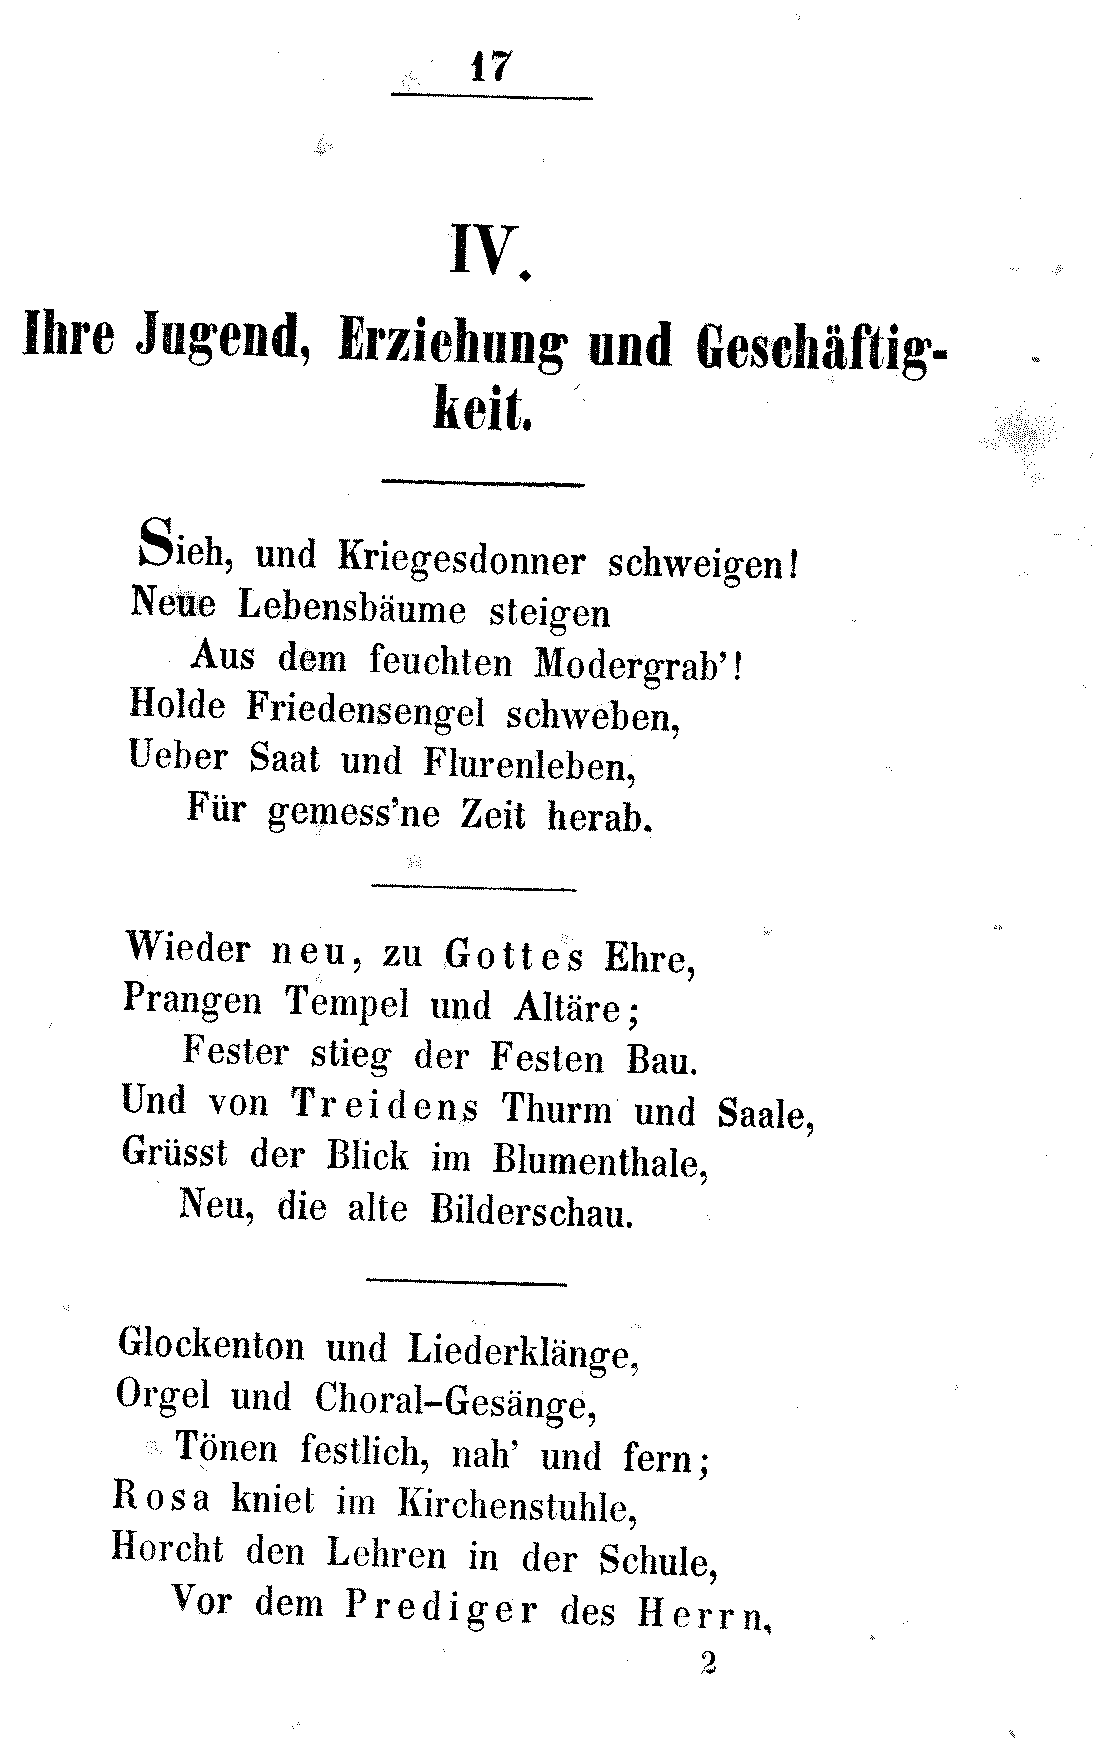 17
IV.
Ihre Jugend, Erziehung und Geschäftig-
keit.
Sieh, und Kriegesdonner schweigen!
Neue Lebensbäume steigen
Aus dem feuchten Modergrab'!
Holde Friedensengel schweben,
Ueber Saat und Flurenleben,
Für gemess'ne Zeit herab.
Wieder neu, zu Gottes Ehre,
Prangen Tempel und Altäre;
Fester stieg der Festen Bau.
Und von Treidens Thurm und Saale,
Grüsst der Blick im Blumenthale,
Neu, die alte Bilderschau.
Glockenton und Liederklänge,
Orgel und Choral-Gesänge,
Tönen festlich, nah' und fern;
Rosa kniet im Kirchenstuhle,
Horcht den Lehren in der Schule,
Vor dem Prediger des Herrn,
2